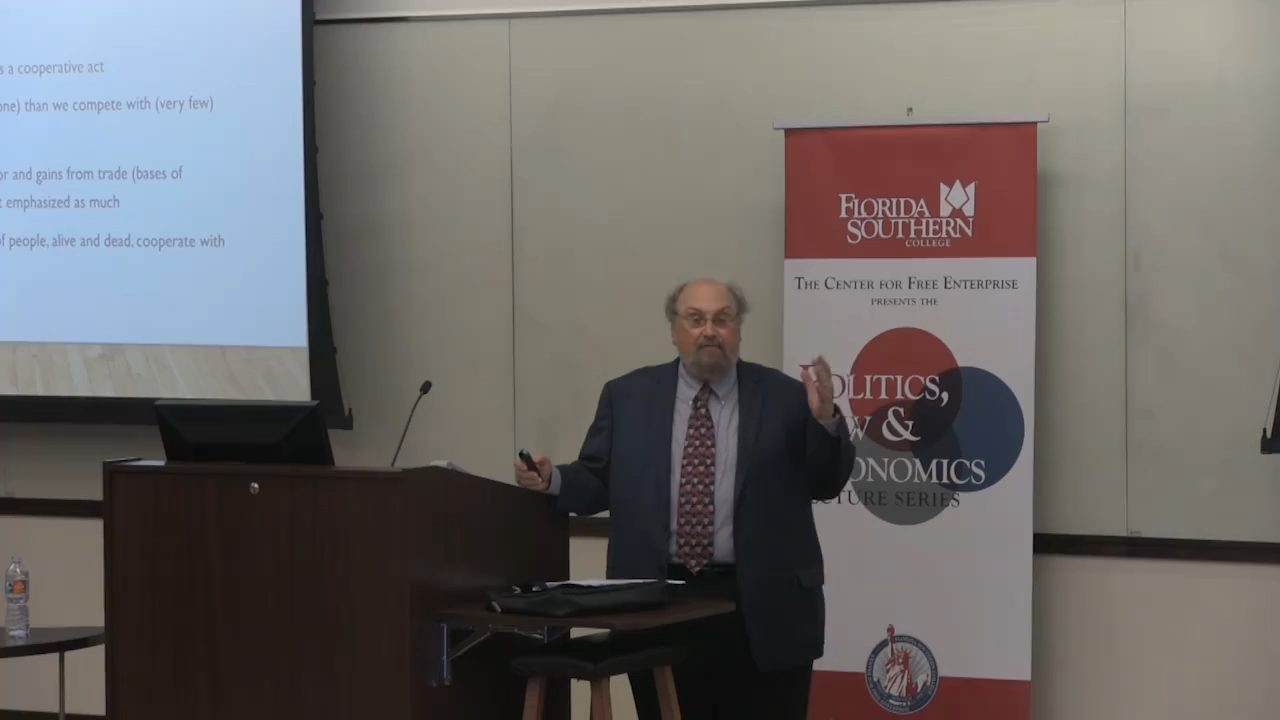 s a cooperative act
one) than we compete with (very few)
or and gains from trade (bases of
t emphasized as much
of people, alive and dead, cooperate with
FLORIDA
SOUTHERN
COLLEGE
THE CENTER FOR FREE ENTERPRISE
PRESENTS THE
POLITICS,
W &
ONOMICS
CTURE SERIES